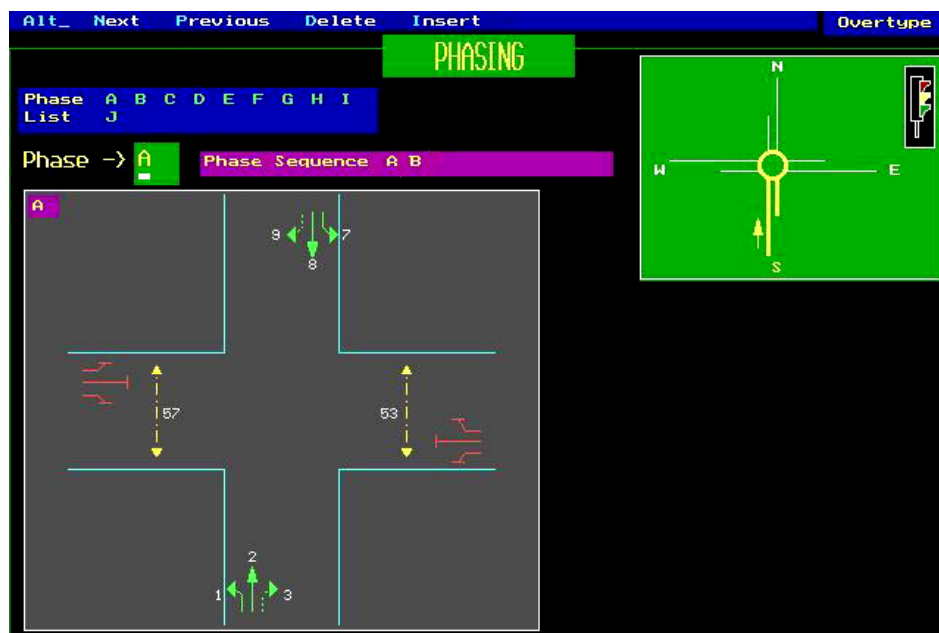 Alt_ Next Previous Delete Insert Overtype
PHASING
N
Phase A B C D E F G H I
List J
Phase -> A Phase Sequence A B
W E
A
9 7
8
S
57 53
2
1 3